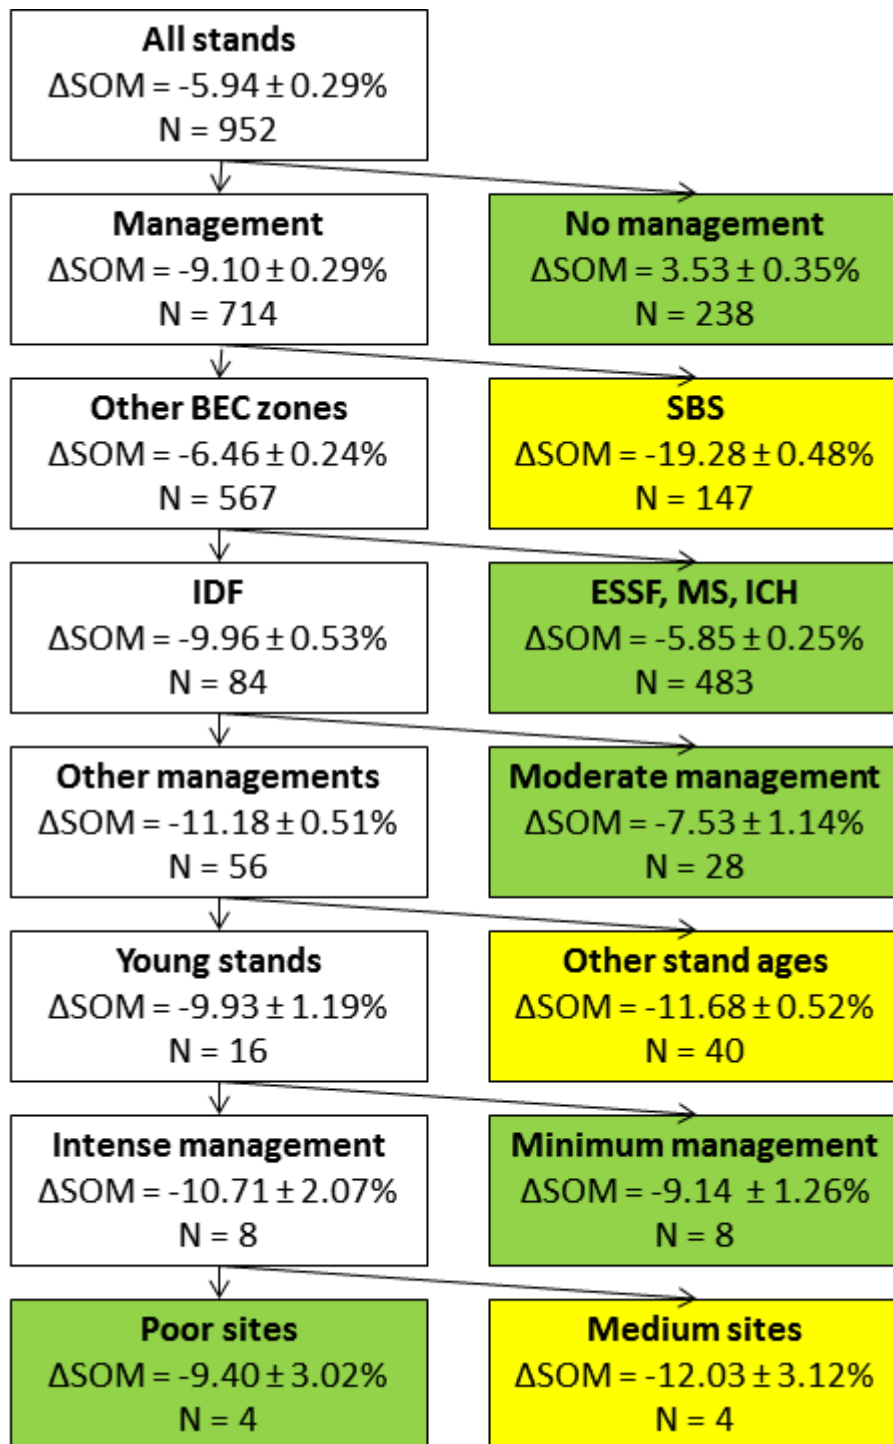 All stands
ΔSOM = -5.94 ± 0.29%
N = 952
Management
ΔSOM = -9.10 ± 0.29%
N = 714
No management
ΔSOM = 3.53 ± 0.35%
N = 238
Other BEC zones
ΔSOM = -6.46 ± 0.24%
N = 567
SBS
ΔSOM = -19.28 ± 0.48%
N = 147
IDF
ΔSOM = -9.96 ± 0.53%
N = 84
ESSF, MS, ICH
ΔSOM = -5.85 ± 0.25%
N = 483
Other managements
ΔSOM = -11.18 ± 0.51%
N = 56
Moderate management
ΔSOM = -7.53 ± 1.14%
N = 28
Young stands
ΔSOM = -9.93 ± 1.19%
N = 16
Other stand ages
ΔSOM = -11.68 ± 0.52%
N = 40
Intense management
ΔSOM = -10.71 ± 2.07%
N = 8
Minimum management
ΔSOM = -9.14 ± 1.26%
N = 8
Poor sites
ΔSOM = -9.40 ± 3.02%
N = 4
Medium sites
ΔSOM = -12.03 ± 3.12%
N = 4